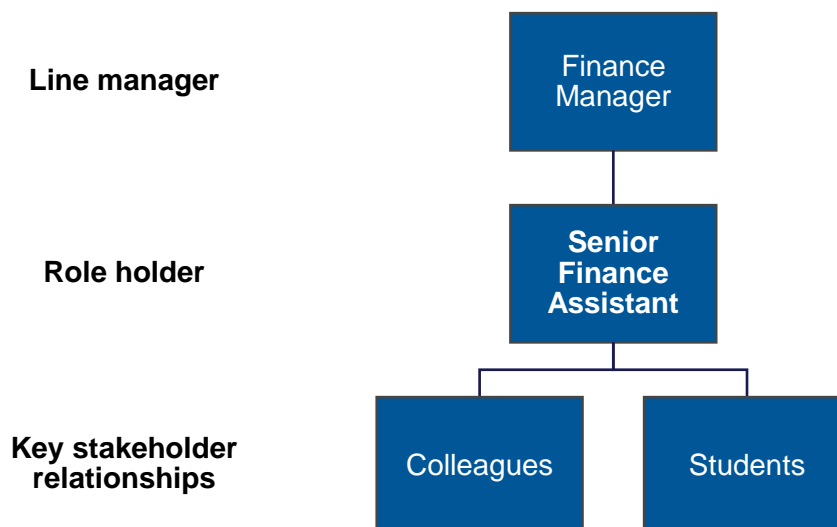 Line manager
Finance
Manager
Role holder
Senior
Finance
Assistant
Key stakeholder
relationships
Colleagues
Students